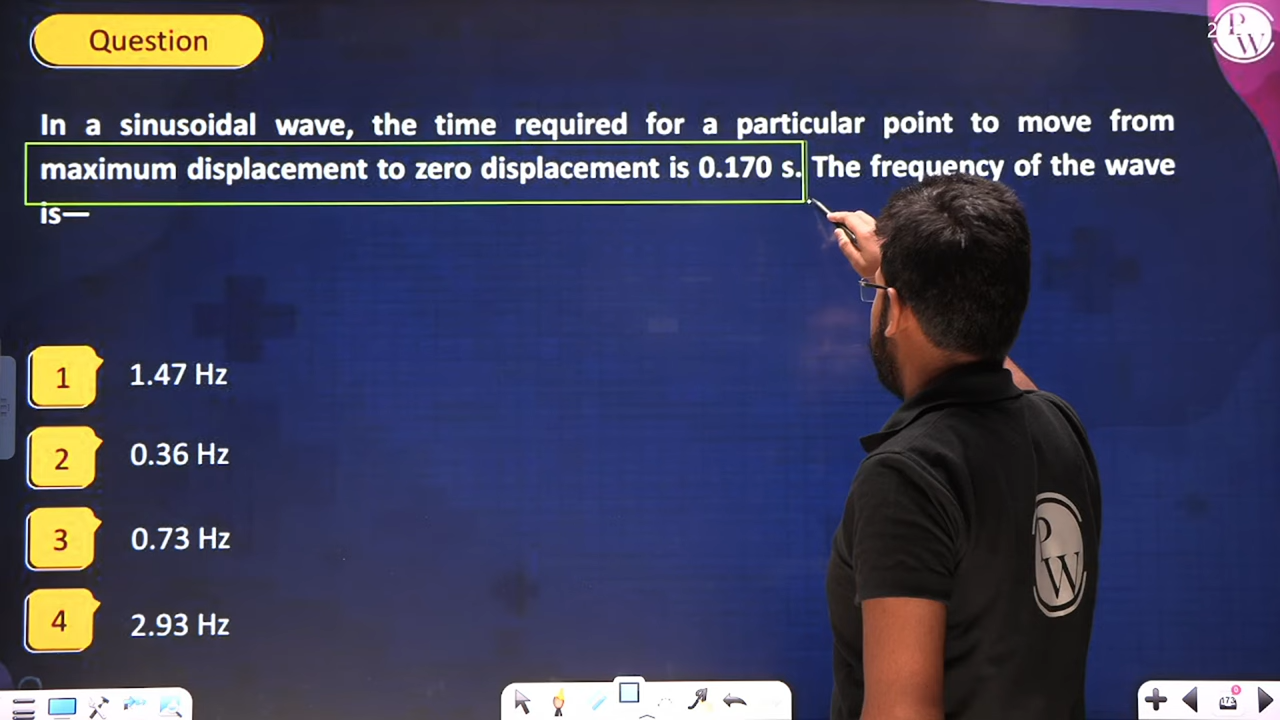 Question
In a sinusoidal wave, the time required for a particular point to move from
maximum displacement to zero displacement is 0.170 s. The frequency of the wave
is—
1 1.47 Hz
2 0.36 Hz
3 0.73 Hz
4 2.93 Hz
PW
PW